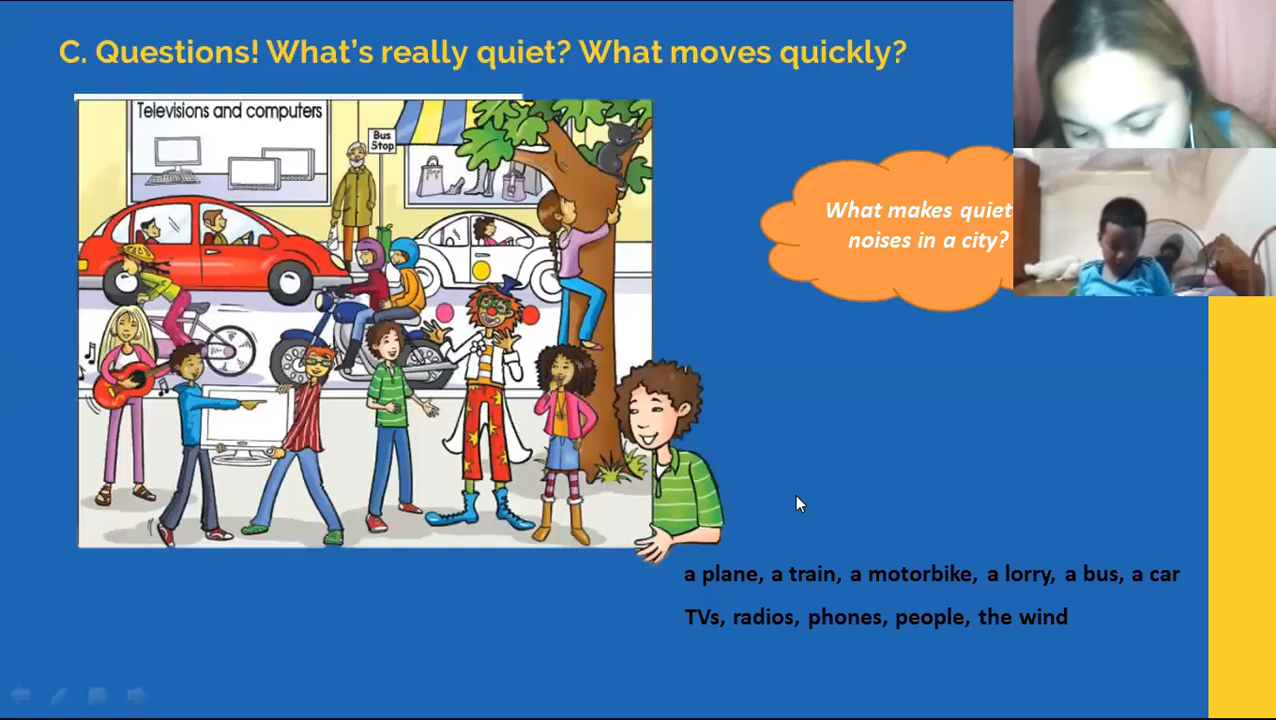 C. Questions! What's really quiet? What moves quickly?
Televisions and computers
Bus
Stop
What makes quiet
noises in a city?
a plane, a train, a motorbike, a lorry, a bus, a car
TVs, radios, phones, people, the wind